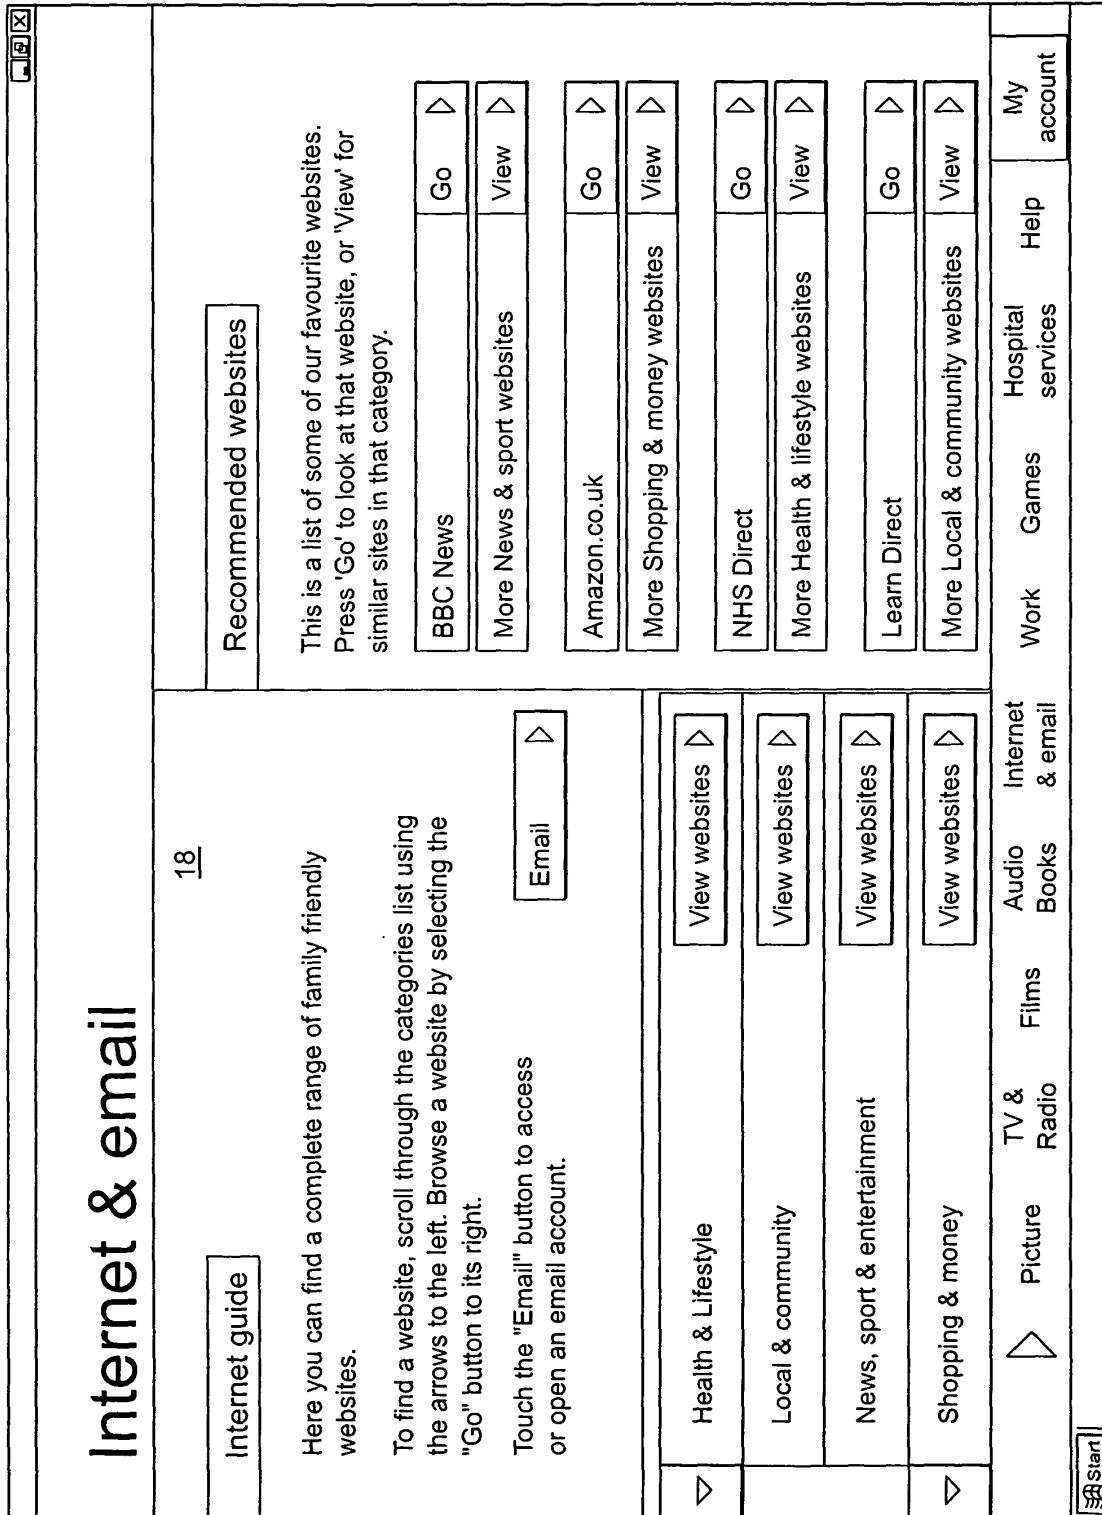 Internet & email
18
Internet guide
Here you can find a complete range of family friendly
websites.
To find a website, scroll through the categories list using
the arrows to the left. Browse a website by selecting the
"Go" button to its right.
Touch the "Email" button to access
or open an email account.
Email
Health & Lifestyle
View websites
Local & community
View websites
News, sport & entertainment
View websites
Shopping & money
View websites
Recommended websites
This is a list of some of our favourite websites.
Press 'Go' to look at that website, or 'View' for
similar sites in that category.
BBC News
Go
More News & sport websites
View
Amazon.co.uk
Go
More Shopping & money websites
View
NHS Direct
Go
More Health & lifestyle websites
View
Learn Direct
Go
More Local & community websites
View
Picture
TV &
Radio
Films
Audio
Books
Internet
& email
Work
Games
Hospital
services
Help
My
account
Start